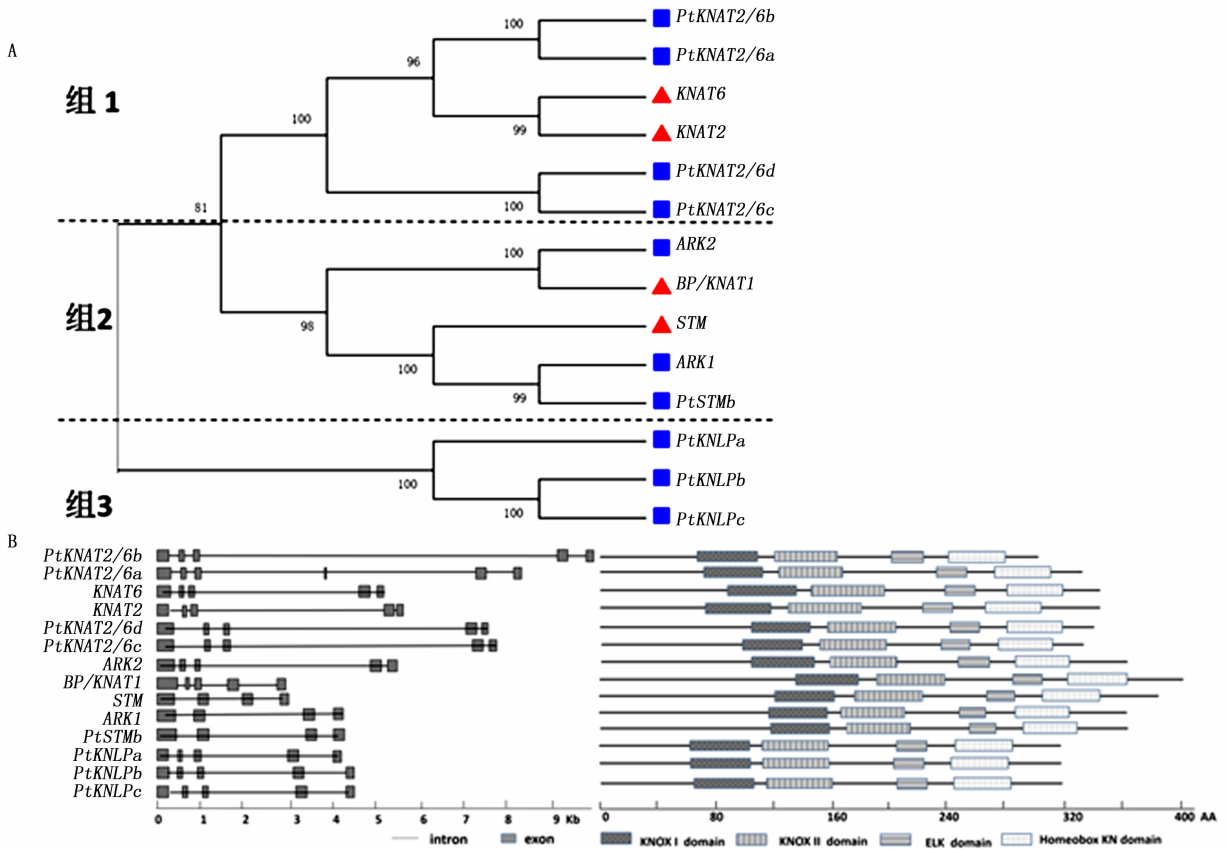 A
组 1
组2
组3
100
PtKNAT2/6b
PtKNAT2/6a
96
KNAT6
99
KNAT2
100
PtKNAT2/6d
100
PtKNAT2/6c
81
100
ARK2
BP/KNAT1
98
STM
100
ARK1
99
PtSTMb
PtKNLPa
100
PtKNLPb
100
PtKNLPc
B
PtKNAT2/6b
PtKNAT2/6a
KNAT6
KNAT2
PtKNAT2/6d
PtKNAT2/6c
ARK2
BP/KNAT1
STM
ARK1
PtSTMb
PtKNLPa
PtKNLPb
PtKNLPc
0 1 2 3 4 5 6 7 8 9 Kb
0 80 160 240 320 400 AA
intron exon
KNOX I domain KNOX II domain ELK domain Homeobox KN domain